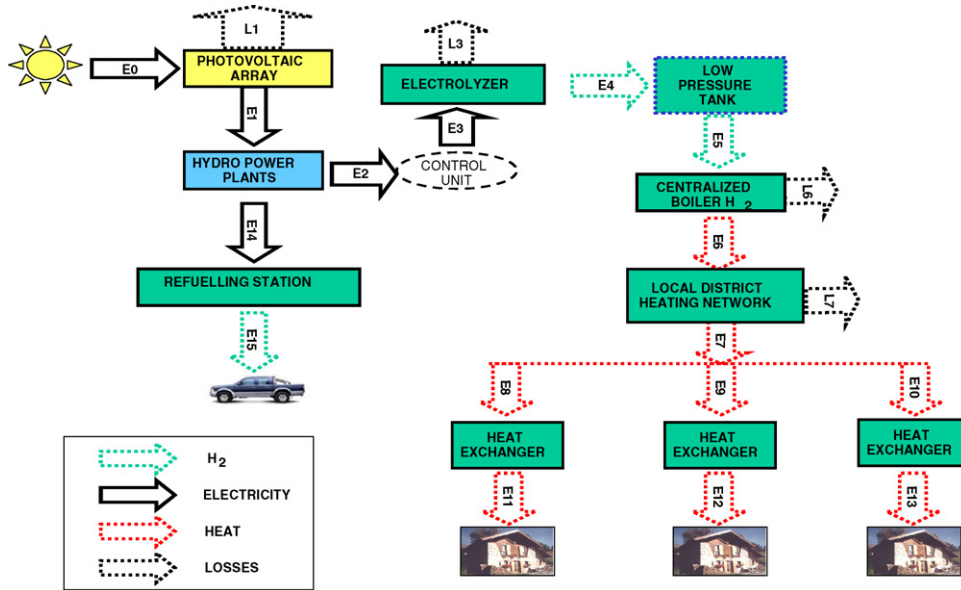 L1
L3
E0
PHOTOVOLTAIC
ARRAY
ELECTROLYZER
E4
LOW
PRESSURE
TANK
E1
E3
E5
HYDRO POWER
PLANTS
E2
CONTROL
UNIT
CENTRALIZED
BOILER H 2
L6
E14
E6
REFUELLING STATION
LOCAL DISTRICT
HEATING NETWORK
L7
E15
E7
E8
E9
E10
HEAT
EXCHANGER
HEAT
EXCHANGER
HEAT
EXCHANGER
E11
E12
E13
H2
ELECTRICITY
HEAT
LOSSES